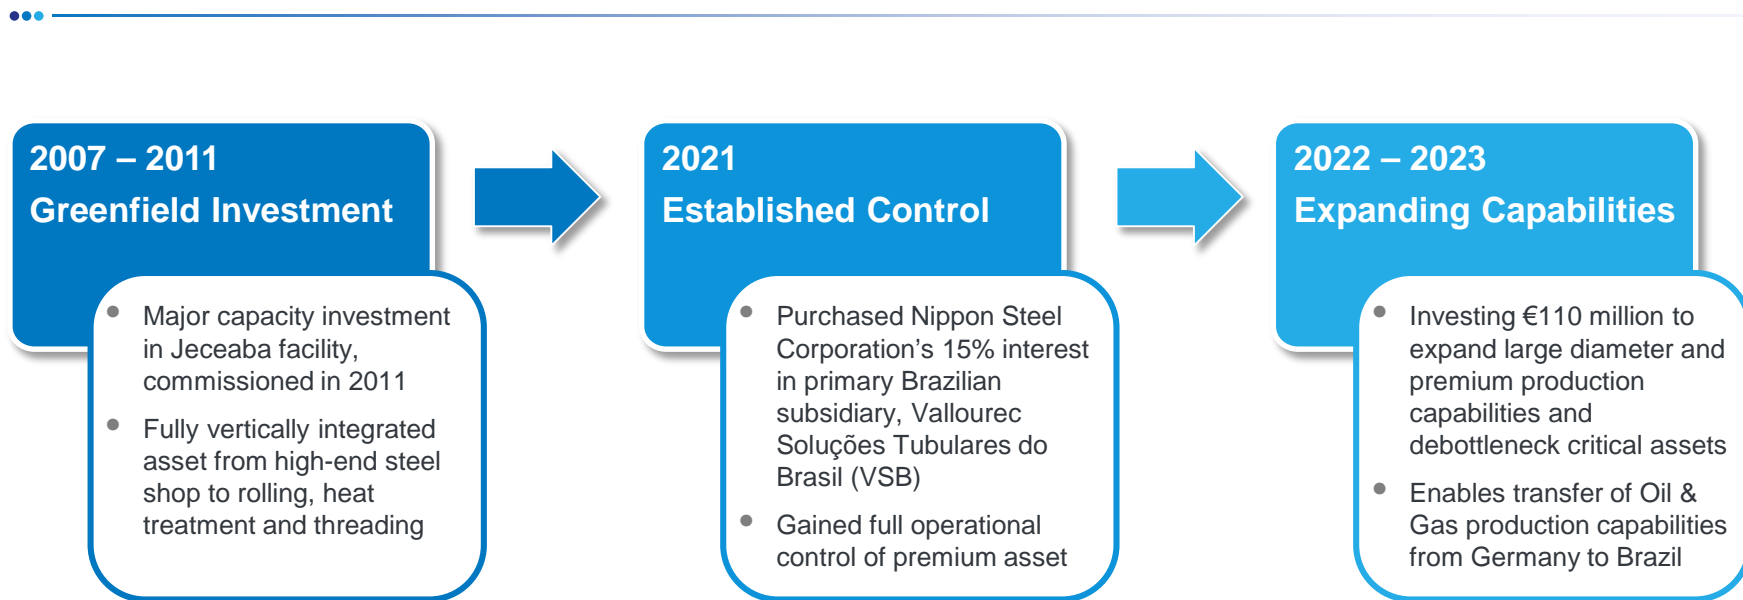 2007 – 2011
Greenfield Investment
• Major capacity investment
in Jeceaba facility,
commissioned in 2011
• Fully vertically integrated
asset from high-end steel
shop to rolling, heat
treatment and threading
2021
Established Control
• Purchased Nippon Steel
Corporation’s 15% interest
in primary Brazilian
subsidiary, Vallourec
Soluções Tubulares do
Brasil (VSB)
• Gained full operational
control of premium asset
2022 – 2023
Expanding Capabilities
• Investing €110 million to
expand large diameter and
premium production
capabilities and
debottleneck critical assets
• Enables transfer of Oil &
Gas production capabilities
from Germany to Brazil